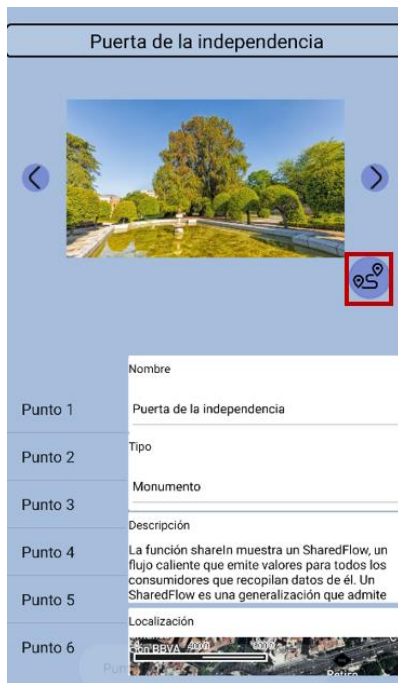 Puerta de la independencia
Nombre
Punto 1
Puerta de la independencia
Punto 2
Tipo
Monumento
Punto 3
Descripción
Punto 4
La función shareIn muestra un SharedFlow, un
flujo caliente que emite valores para todos los
consumidores que recopilan datos de él. Un
SharedFlow es una generalización que admite
Punto 5
Localización
Punto 6
BBVA
Retiro